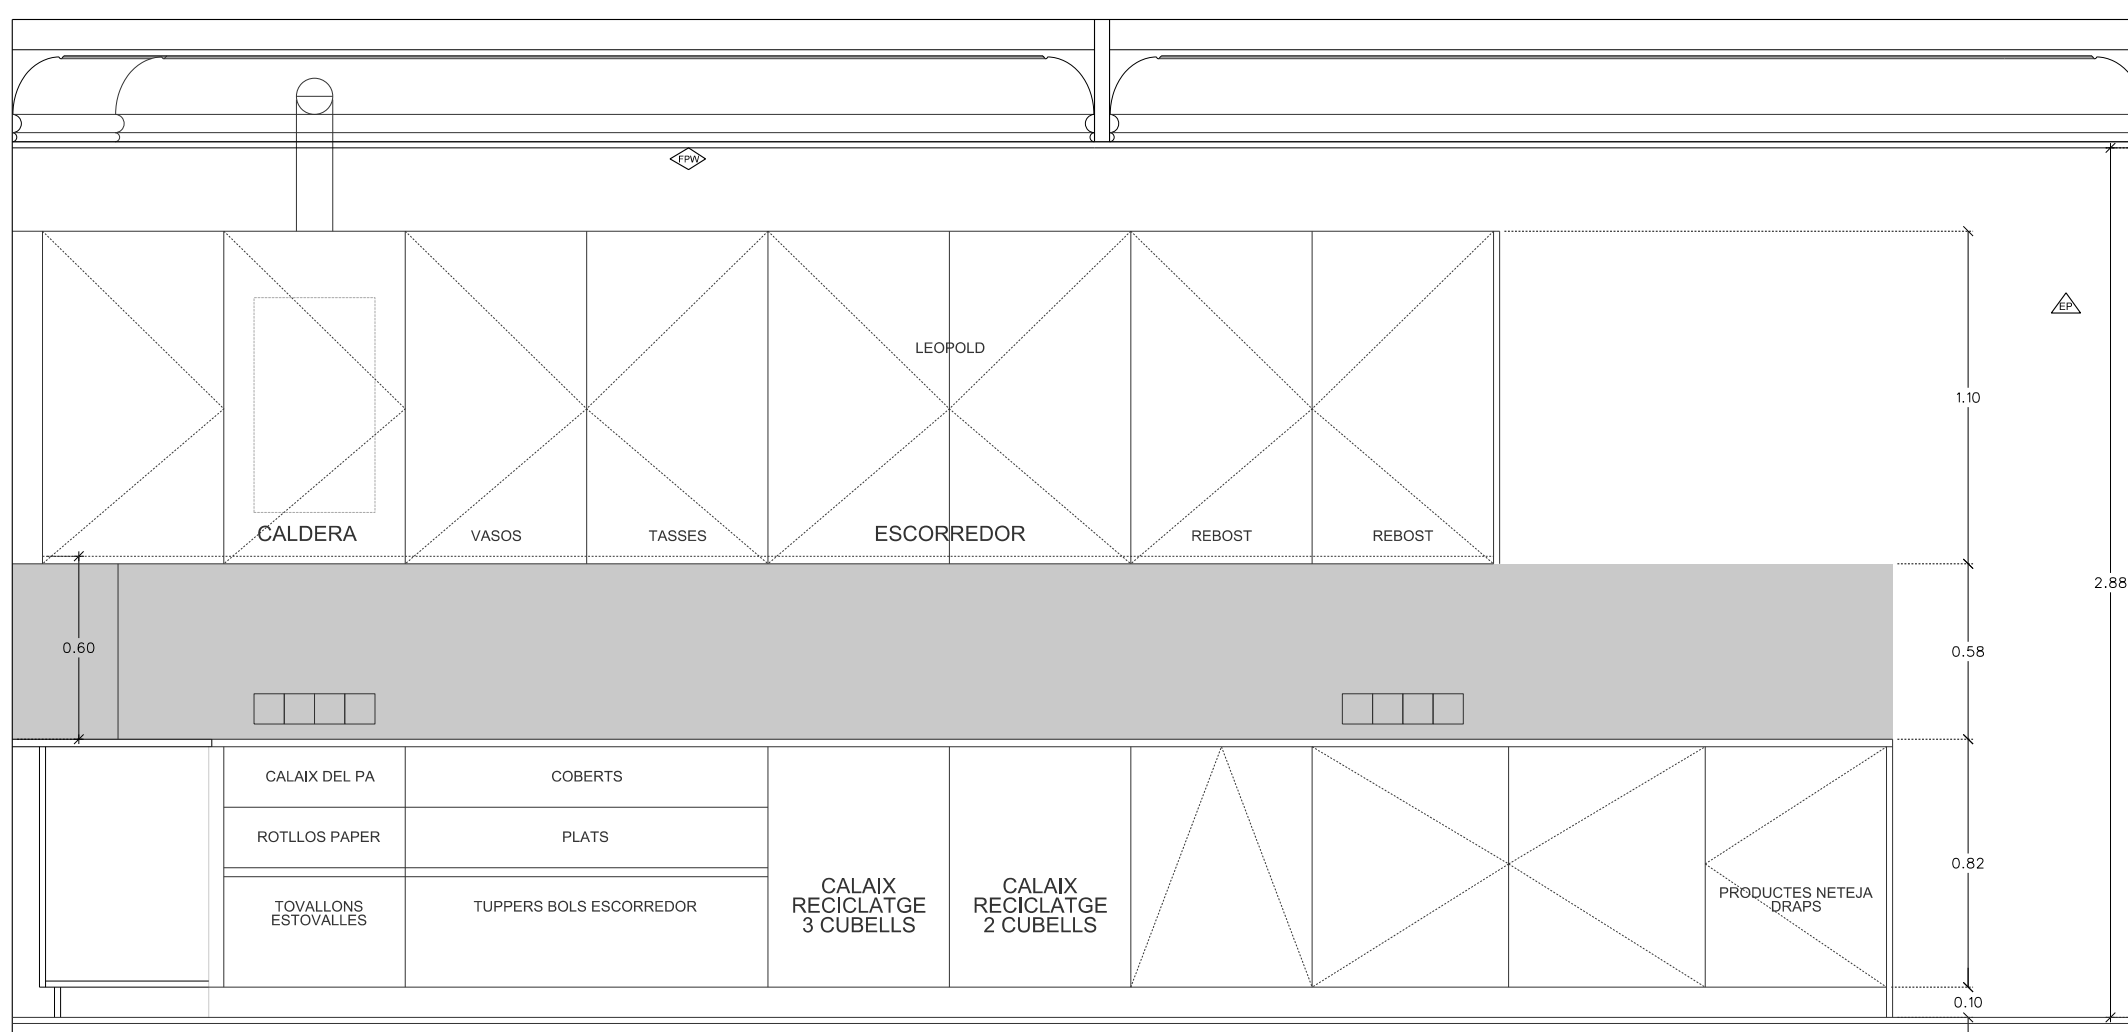 FPW
EP
LEOPOLD
1.10
CALDERA
VASOS
TASSES
ESCORREDOR
REBOST
REBOST
2.88
0.60
0.58
CALAIX DEL PA
COBERTS
ROTLLOS PAPER
PLATS
0.82
TOVALLONS
ESTOVALLES
TUPPERS BOLS ESCORREDOR
CALAIX
RECICLATGE
3 CUBELLS
CALAIX
RECICLATGE
2 CUBELLS
PRODUCTES NETEJA
DRAPS
0.10